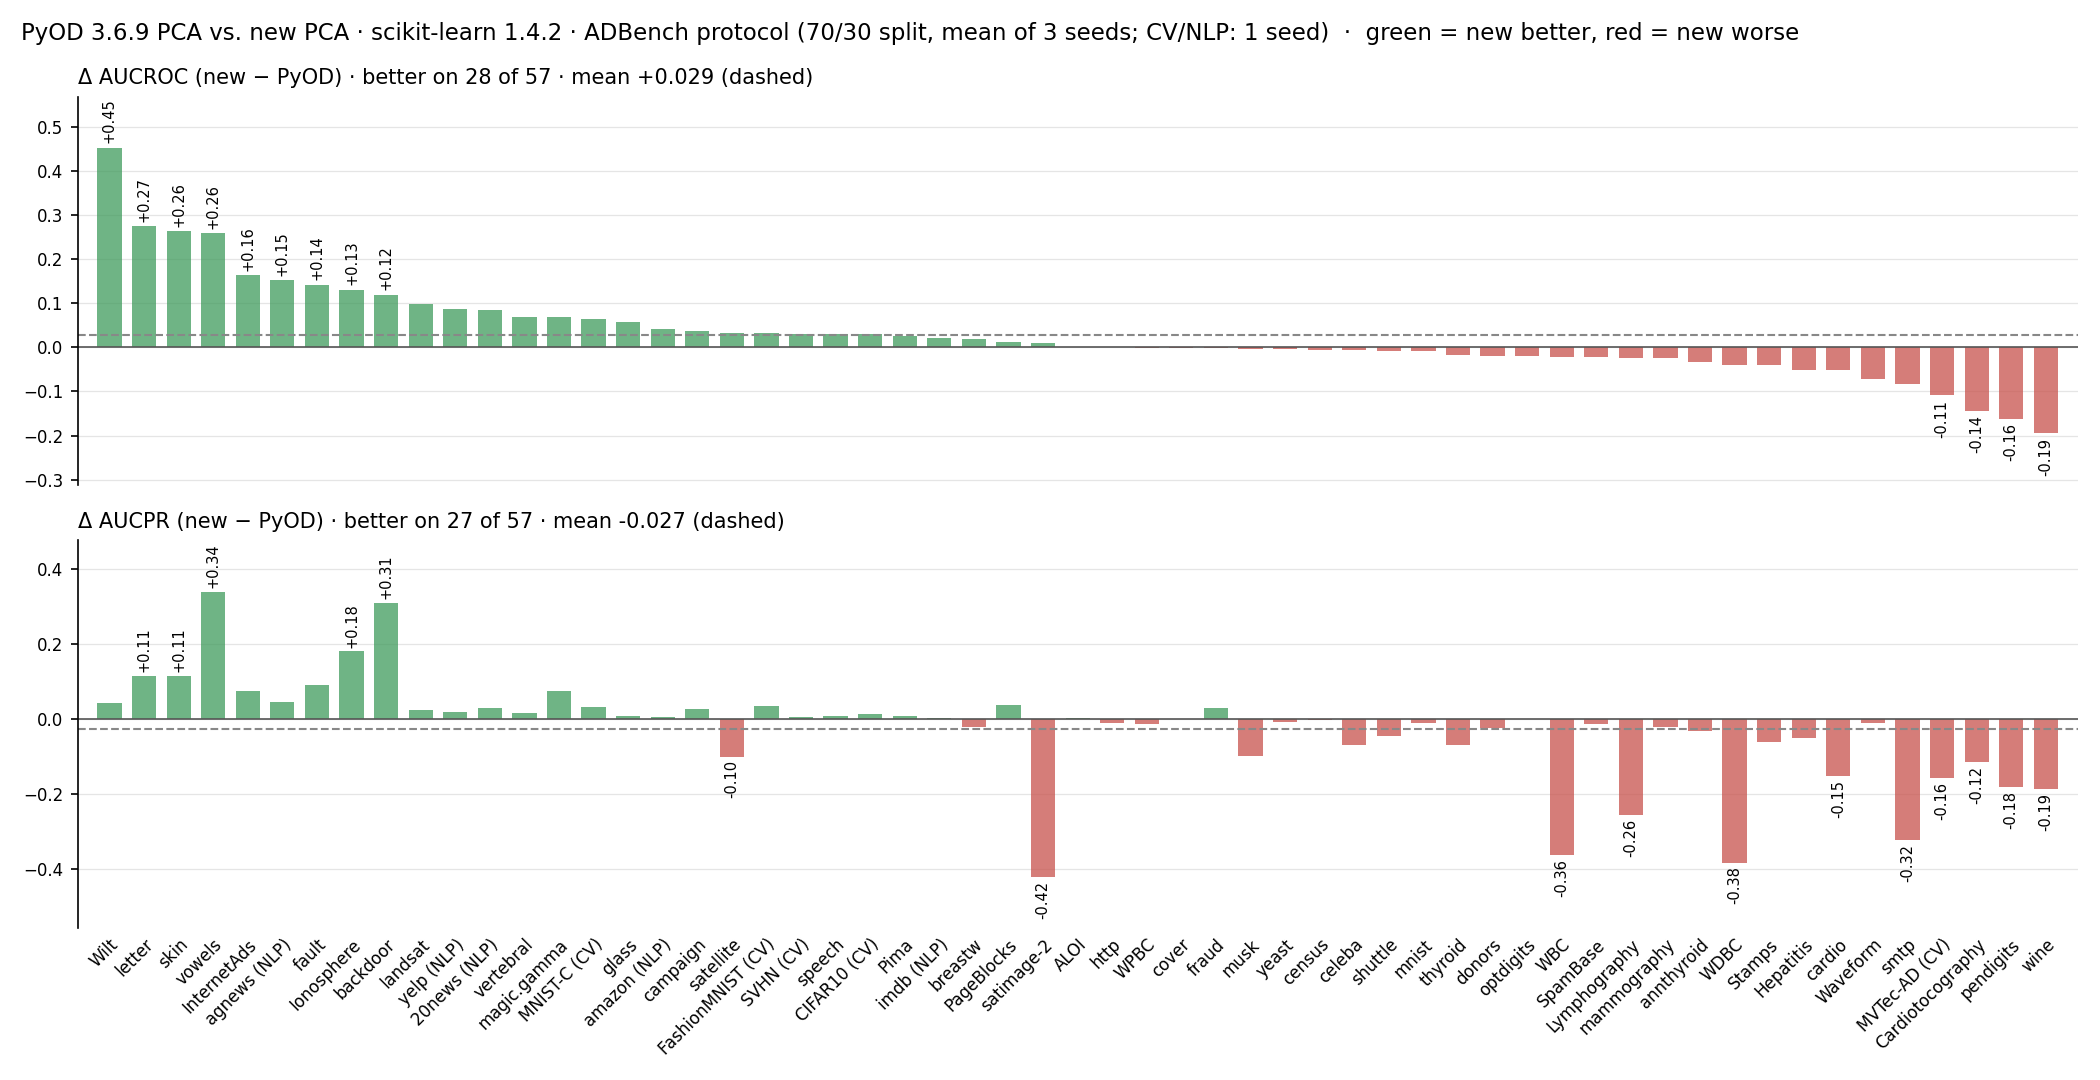 PyOD 3.6.9 PCA vs. new PCA · scikit-learn 1.4.2 · ADBench protocol (70/30 split, mean of 3 seeds; CV/NLP: 1 seed)  ·  green = new better, red = new worse
Δ AUCROC (new − PyOD) · better on 28 of 57 · mean +0.029 (dashed)
0.5
0.4
0.3
0.2
0.1
0.0
−0.1
−0.2
−0.3
+0.45
+0.27
+0.26
+0.26
+0.16
+0.15
+0.14
+0.13
+0.12
-0.11
-0.14
-0.16
-0.19
Δ AUCPR (new − PyOD) · better on 27 of 57 · mean -0.027 (dashed)
0.4
0.2
0.0
−0.2
−0.4
+0.11
+0.11
+0.34
+0.18
+0.31
-0.10
-0.42
-0.36
-0.26
-0.38
-0.15
-0.32
-0.16
-0.12
-0.18
-0.19
Wilt
letter
skin
vowels
InternetAds
agnews (NLP)
fault
Ionosphere
backdoor
landsat
yelp (NLP)
20news (NLP)
vertebral
magic.gamma
MNIST-C (CV)
glass
amazon (NLP)
campaign
satellite
FashionMNIST (CV)
SVHN (CV)
speech
CIFAR10 (CV)
Pima
imdb (NLP)
breastw
PageBlocks
satimage-2
ALOI
http
WPBC
cover
fraud
musk
yeast
census
celeba
shuttle
mnist
thyroid
donors
optdigits
WBC
SpamBase
Lymphography
mammography
annthyroid
WDBC
Stamps
Hepatitis
cardio
Waveform
smtp
MVTec-AD (CV)
Cardiotocography
pendigits
wine